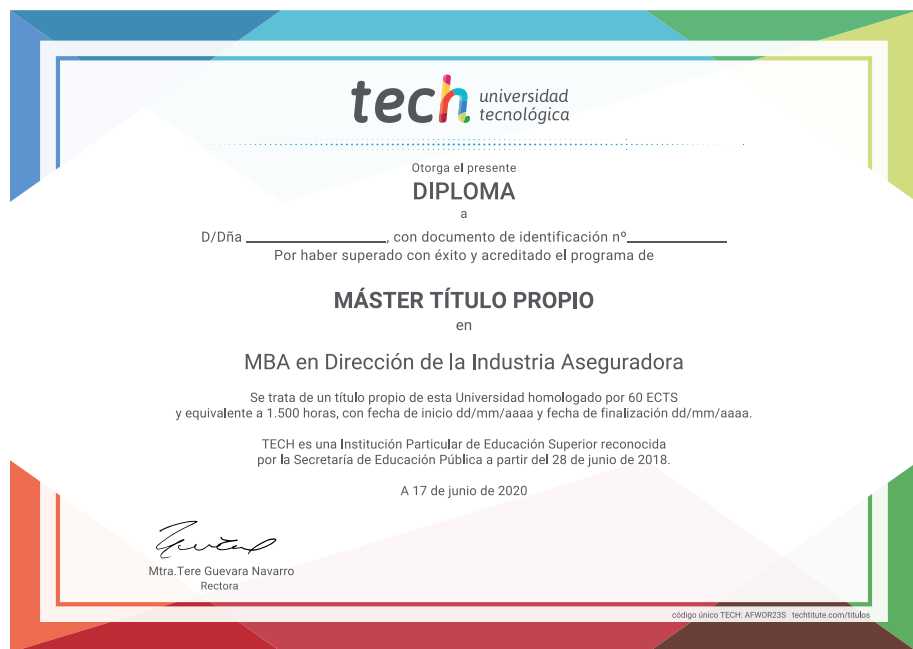 tech universidad
tecnológica
Otorga el presente
DIPLOMA
a
D/Dña ______________, con documento de identificación nº__________
Por haber superado con éxito y acreditado el programa de
MÁSTER TÍTULO PROPIO
en
MBA en Dirección de la Industria Aseguradora
Se trata de un título propio de esta Universidad homologado por 60 ECTS
y equivalente a 1.500 horas, con fecha de inicio dd/mm/aaaa y fecha de finalización dd/mm/aaaa.
TECH es una Institución Particular de Educación Superior reconocida
por la Secretaría de Educación Pública a partir del 28 de junio de 2018.
A 17 de junio de 2020
Mtra.Tere Guevara Navarro
Rectora
código único TECH: AFWOR23S techtitute.com/titulos